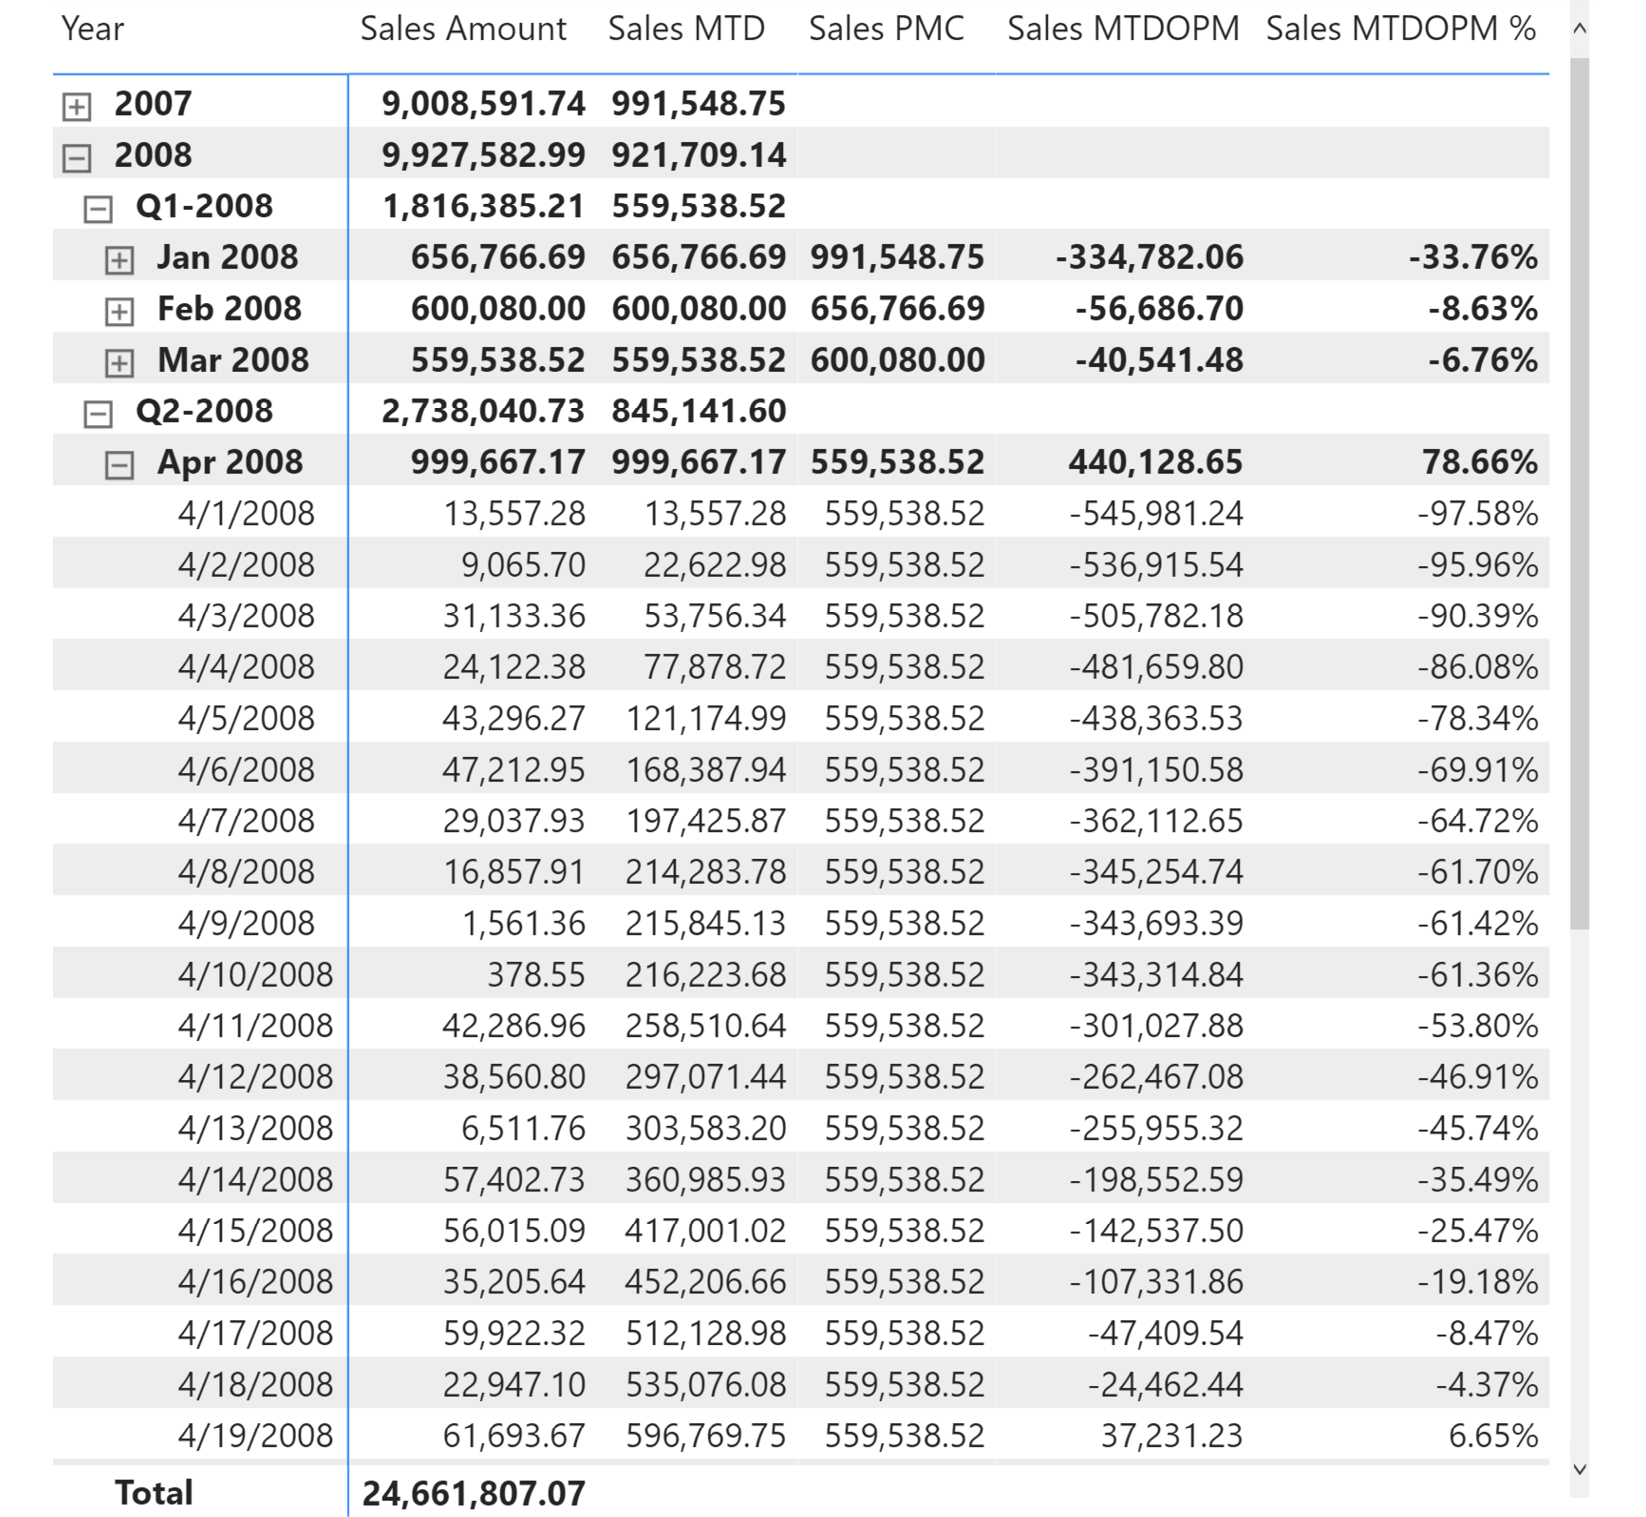 Year Sales Amount Sales MTD Sales PMC Sales MTDOPM Sales MTDOPM %
2007 9,008,591.74 991,548.75
2008 9,927,582.99 921,709.14
Q1-2008 1,816,385.21 559,538.52
Jan 2008 656,766.69 656,766.69 991,548.75 -334,782.06 -33.76%
Feb 2008 600,080.00 600,080.00 656,766.69 -56,686.70 -8.63%
Mar 2008 559,538.52 559,538.52 600,080.00 -40,541.48 -6.76%
Q2-2008 2,738,040.73 845,141.60
Apr 2008 999,667.17 999,667.17 559,538.52 440,128.65 78.66%
4/1/2008 13,557.28 13,557.28 559,538.52 -545,981.24 -97.58%
4/2/2008 9,065.70 22,622.98 559,538.52 -536,915.54 -95.96%
4/3/2008 31,133.36 53,756.34 559,538.52 -505,782.18 -90.39%
4/4/2008 24,122.38 77,878.72 559,538.52 -481,659.80 -86.08%
4/5/2008 43,296.27 121,174.99 559,538.52 -438,363.53 -78.34%
4/6/2008 47,212.95 168,387.94 559,538.52 -391,150.58 -69.91%
4/7/2008 29,037.93 197,425.87 559,538.52 -362,112.65 -64.72%
4/8/2008 16,857.91 214,283.78 559,538.52 -345,254.74 -61.70%
4/9/2008 1,561.36 215,845.13 559,538.52 -343,693.39 -61.42%
4/10/2008 378.55 216,223.68 559,538.52 -343,314.84 -61.36%
4/11/2008 42,286.96 258,510.64 559,538.52 -301,027.88 -53.80%
4/12/2008 38,560.80 297,071.44 559,538.52 -262,467.08 -46.91%
4/13/2008 6,511.76 303,583.20 559,538.52 -255,955.32 -45.74%
4/14/2008 57,402.73 360,985.93 559,538.52 -198,552.59 -35.49%
4/15/2008 56,015.09 417,001.02 559,538.52 -142,537.50 -25.47%
4/16/2008 35,205.64 452,206.66 559,538.52 -107,331.86 -19.18%
4/17/2008 59,922.32 512,128.98 559,538.52 -47,409.54 -8.47%
4/18/2008 22,947.10 535,076.08 559,538.52 -24,462.44 -4.37%
4/19/2008 61,693.67 596,769.75 559,538.52 37,231.23 6.65%
Total 24,661,807.07